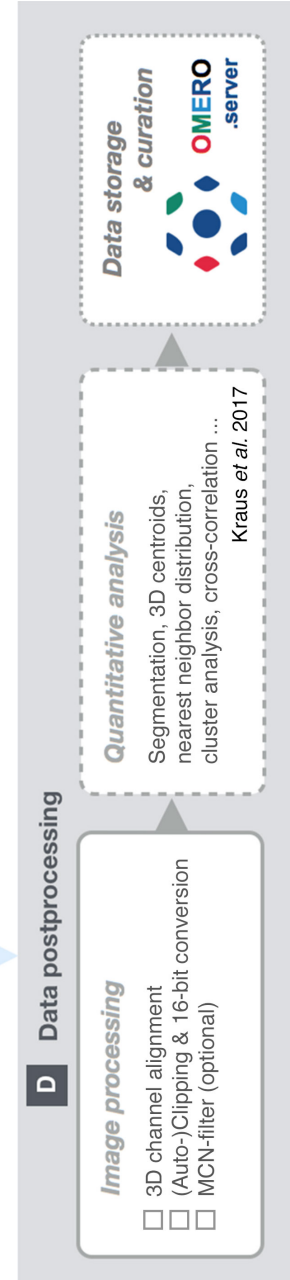 D Data postprocessing
Image processing
3D channel alignment
(Auto-)Clipping & 16-bit conversion
MCN-filter (optional)
Quantitative analysis
Segmentation, 3D centroids,
nearest neighbor distribution,
cluster analysis, cross-correlation ...
Kraus et al. 2017
Data storage
& curation
OMERO
.server